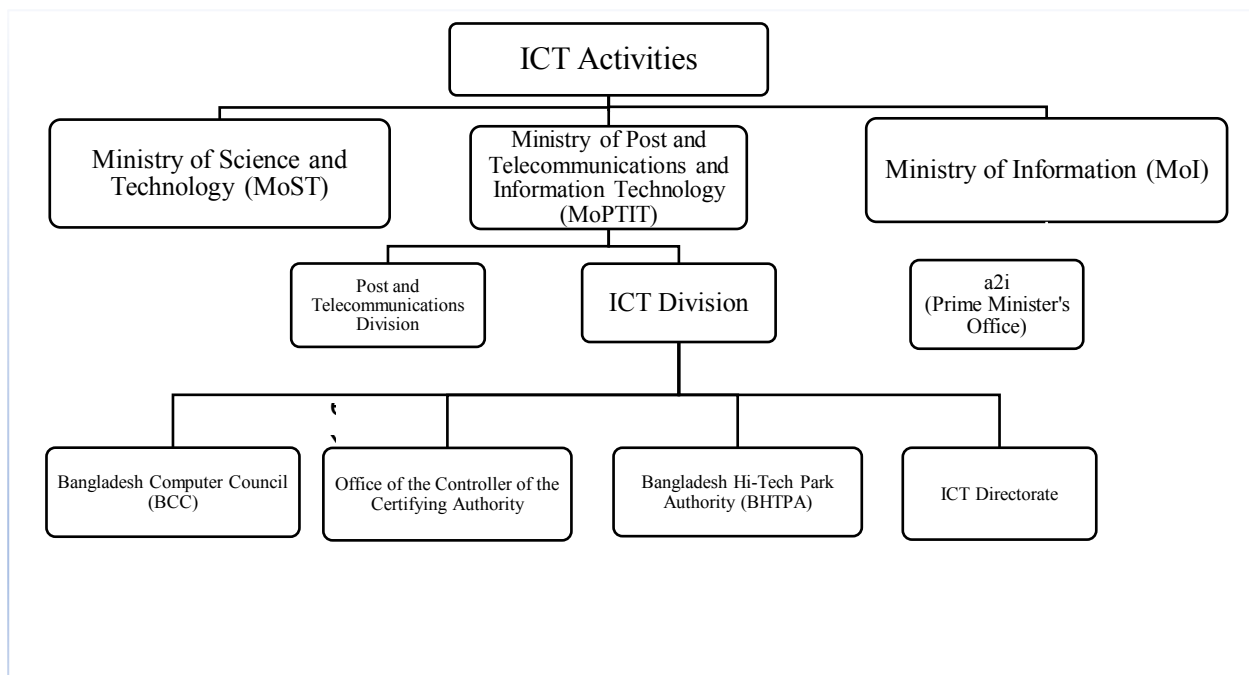 ICT Activities
Ministry of Science and
Technology (MoST)
Ministry of Post and
Telecommunications and
Information Technology
(MoPTIT)
Ministry of Information (MoI)
Post and
Telecommunications
Division
ICT Division
a2i
(Prime Minister's
Office)
Bangladesh Computer Council
(BCC)
Office of the Controller of the
Certifying Authority
Bangladesh Hi-Tech Park
Authority (BHTPA)
ICT Directorate